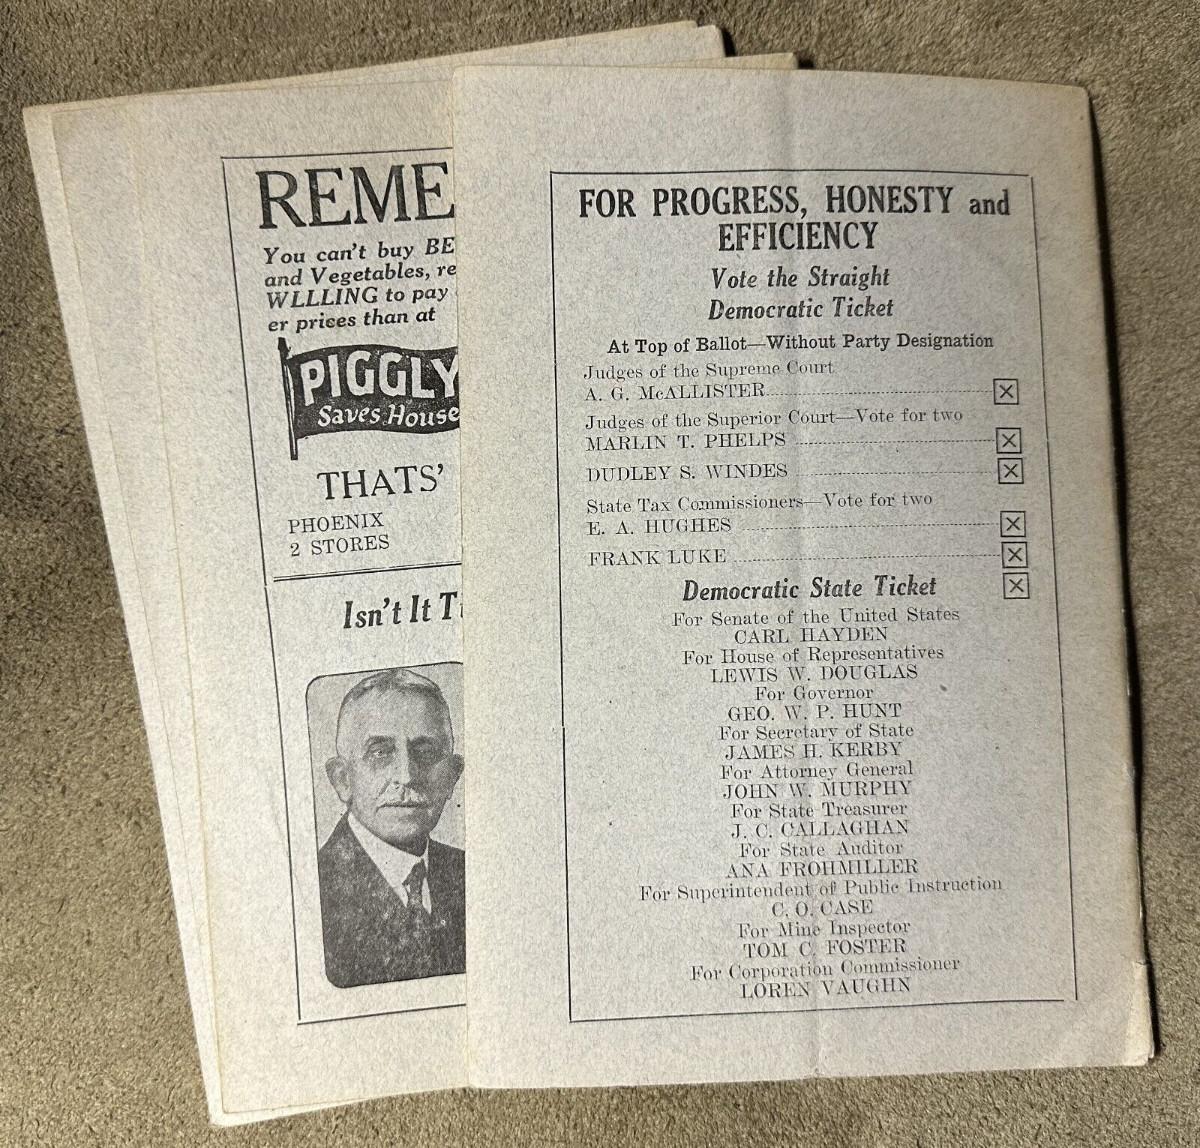 REME
You can't buy BE
and Vegetables, re
WLLLING to pay
er prices than at
PIGGLY
Saves House
THATS'
PHOENIX
2 STORES
Isn't It T
FOR PROGRESS, HONESTY and
EFFICIENCY
Vote the Straight
Democratic Ticket
At Top of Ballot—Without Party Designation
Judges of the Supreme Court
A. G. McALLISTER
Judges of the Superior Court—Vote for two
MARLIN T. PHELPS
DUDLEY S. WINDES
State Tax Commissioners—Vote for two
E. A. HUGHES
FRANK LUKE
Democratic State Ticket
For Senate of the United States
CARL HAYDEN
For House of Representatives
LEWIS W. DOUGLAS
For Governor
GEO. W. P. HUNT
For Secretary of State
JAMES H. KERBY
For Attorney General
JOHN W. MURPHY
For State Treasurer
J. C. CALLAGHAN
For State Auditor
ANA FROHMILLER
For Superintendent of Public Instruction
C. O. CASE
For Mine Inspector
TOM C. FOSTER
For Corporation Commissioner
LOREN VAUGHN